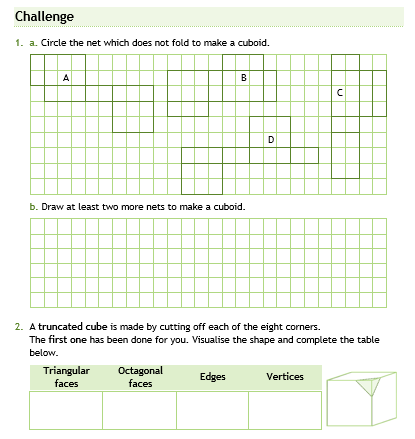 Challenge
1. a. Circle the net which does not fold to make a cuboid.
A
B
C
D
b. Draw at least two more nets to make a cuboid.
2. A truncated cube is made by cutting off each of the eight corners.
The first one has been done for you. Visualise the shape and complete the table
below.
Triangular faces
Octagonal faces
Edges
Vertices